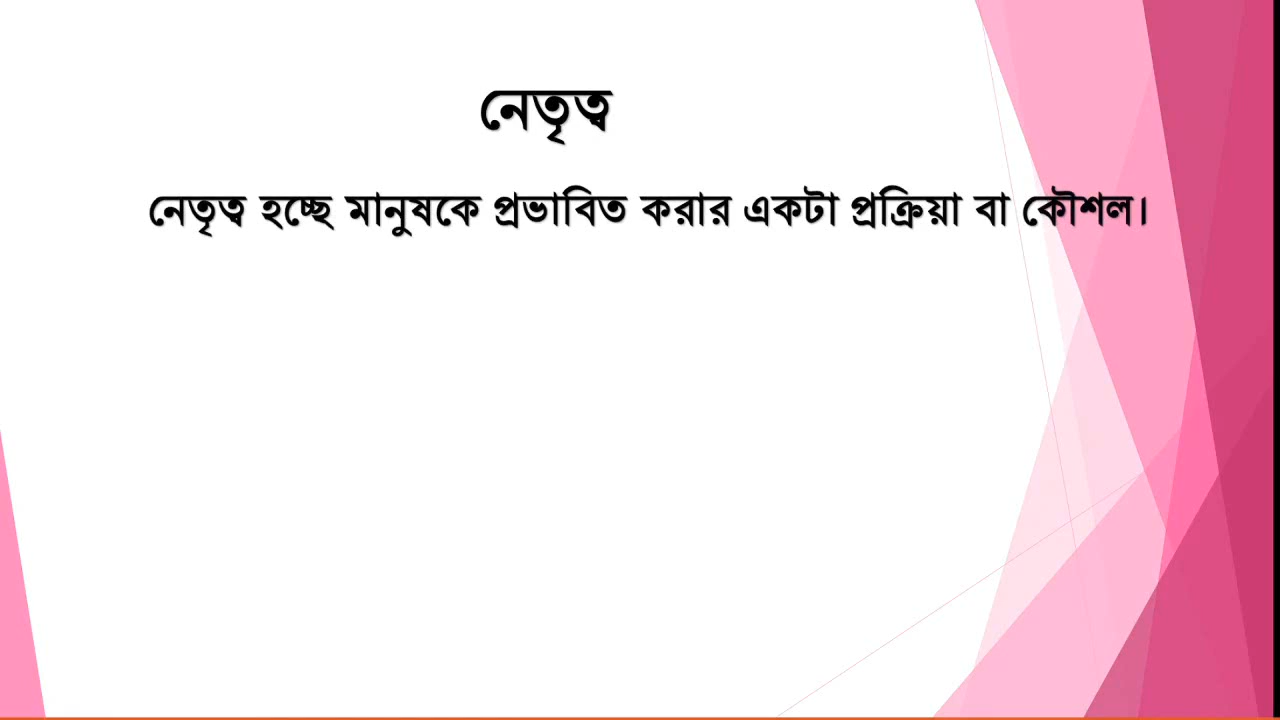 নেতৃত্ব
নেতৃত্ব হচ্ছে মানুষকে প্রভাবিত করার একটা প্রক্রিয়া বা কৌশল।